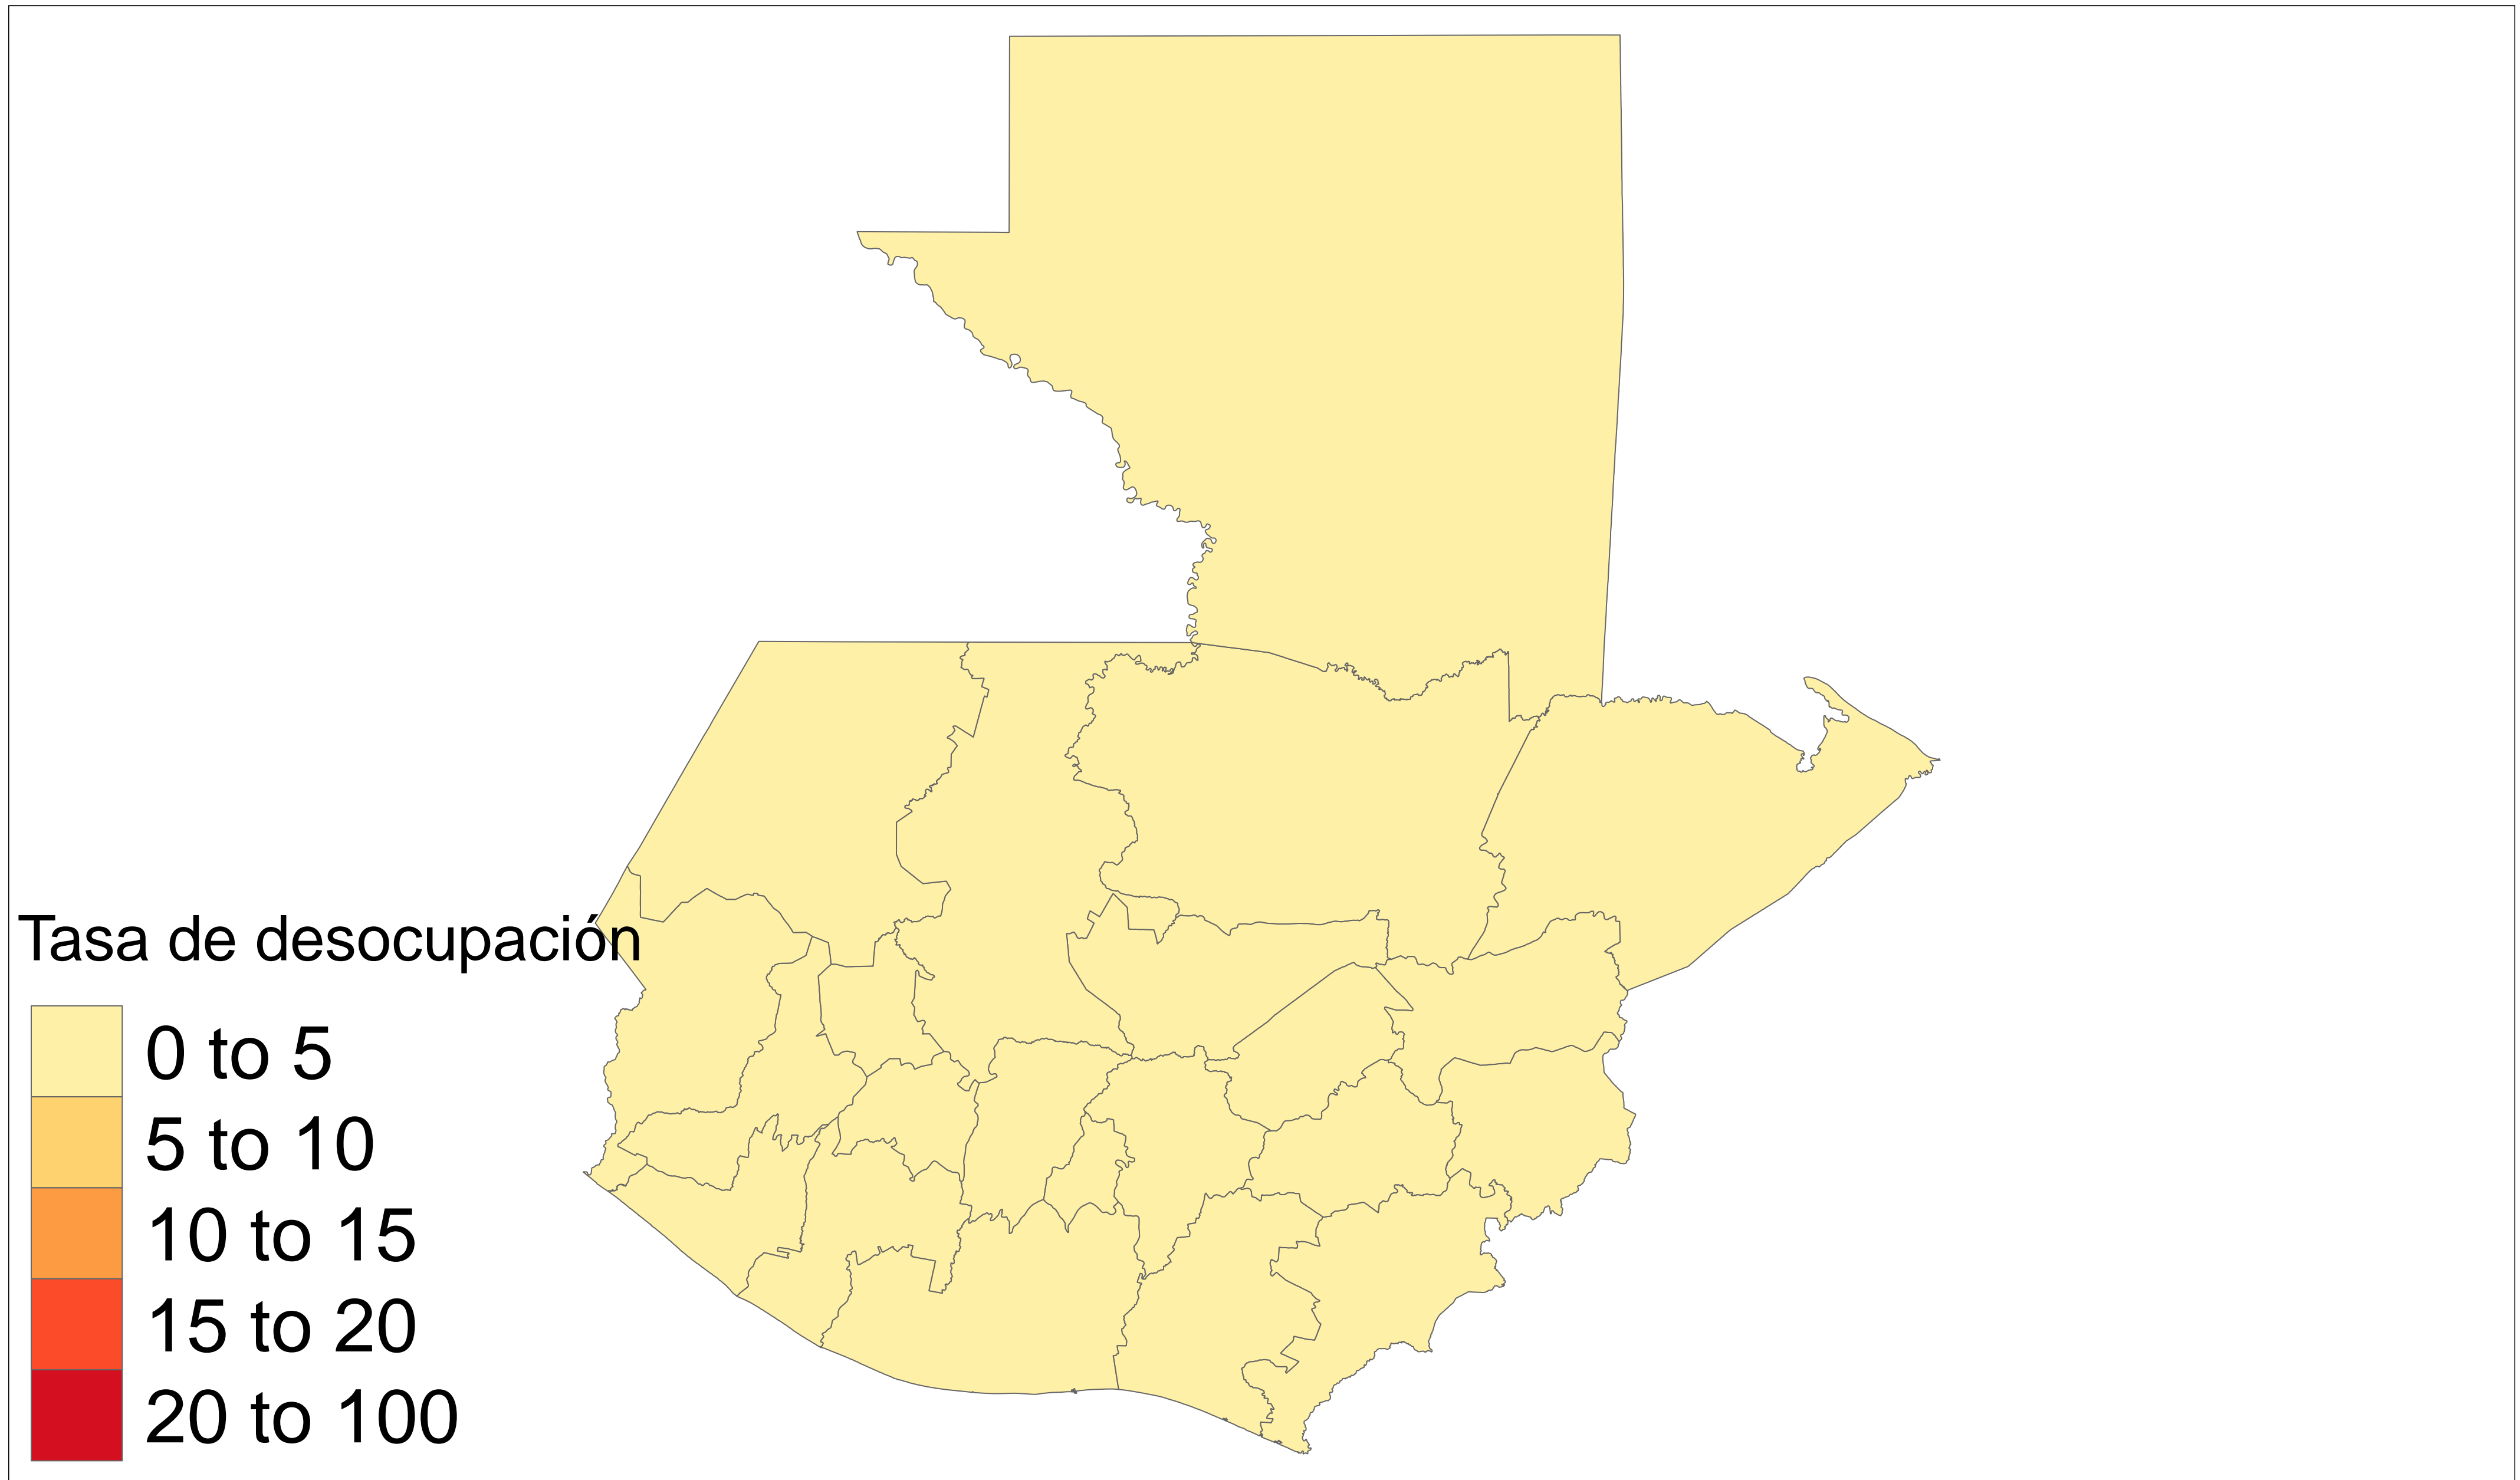 Tasa de desocupación
0 to 5
5 to 10
10 to 15
15 to 20
20 to 100